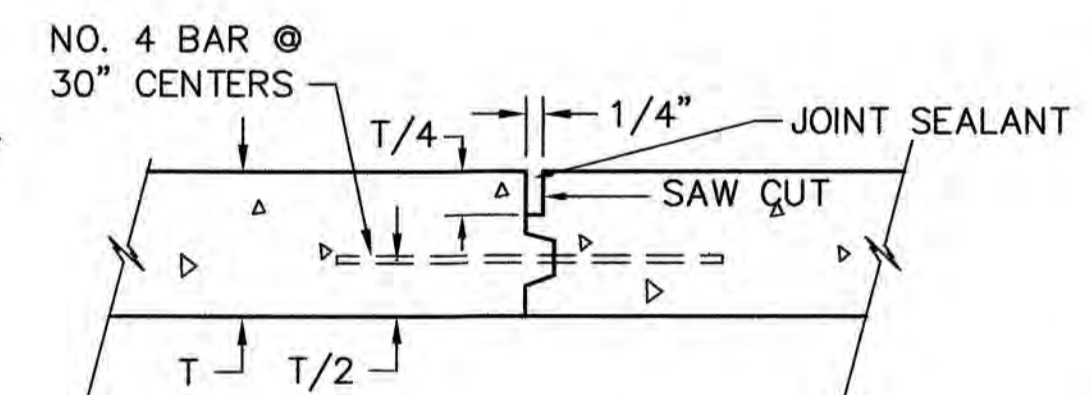 NO. 4 BAR @
30" CENTERS
T/4
1/4"
JOINT SEALANT
SAW CUT
T
T/2